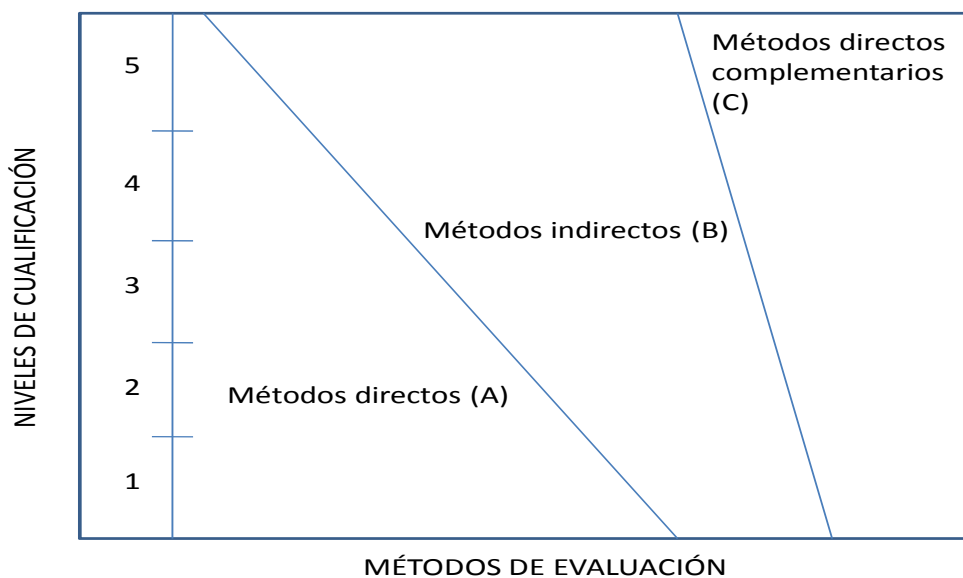 NIVELES DE CUALIFICACIÓN
5
4
3
2
1
Métodos directos
complementarios
(C)
Métodos indirectos (B)
Métodos directos (A)
MÉTODOS DE EVALUACIÓN